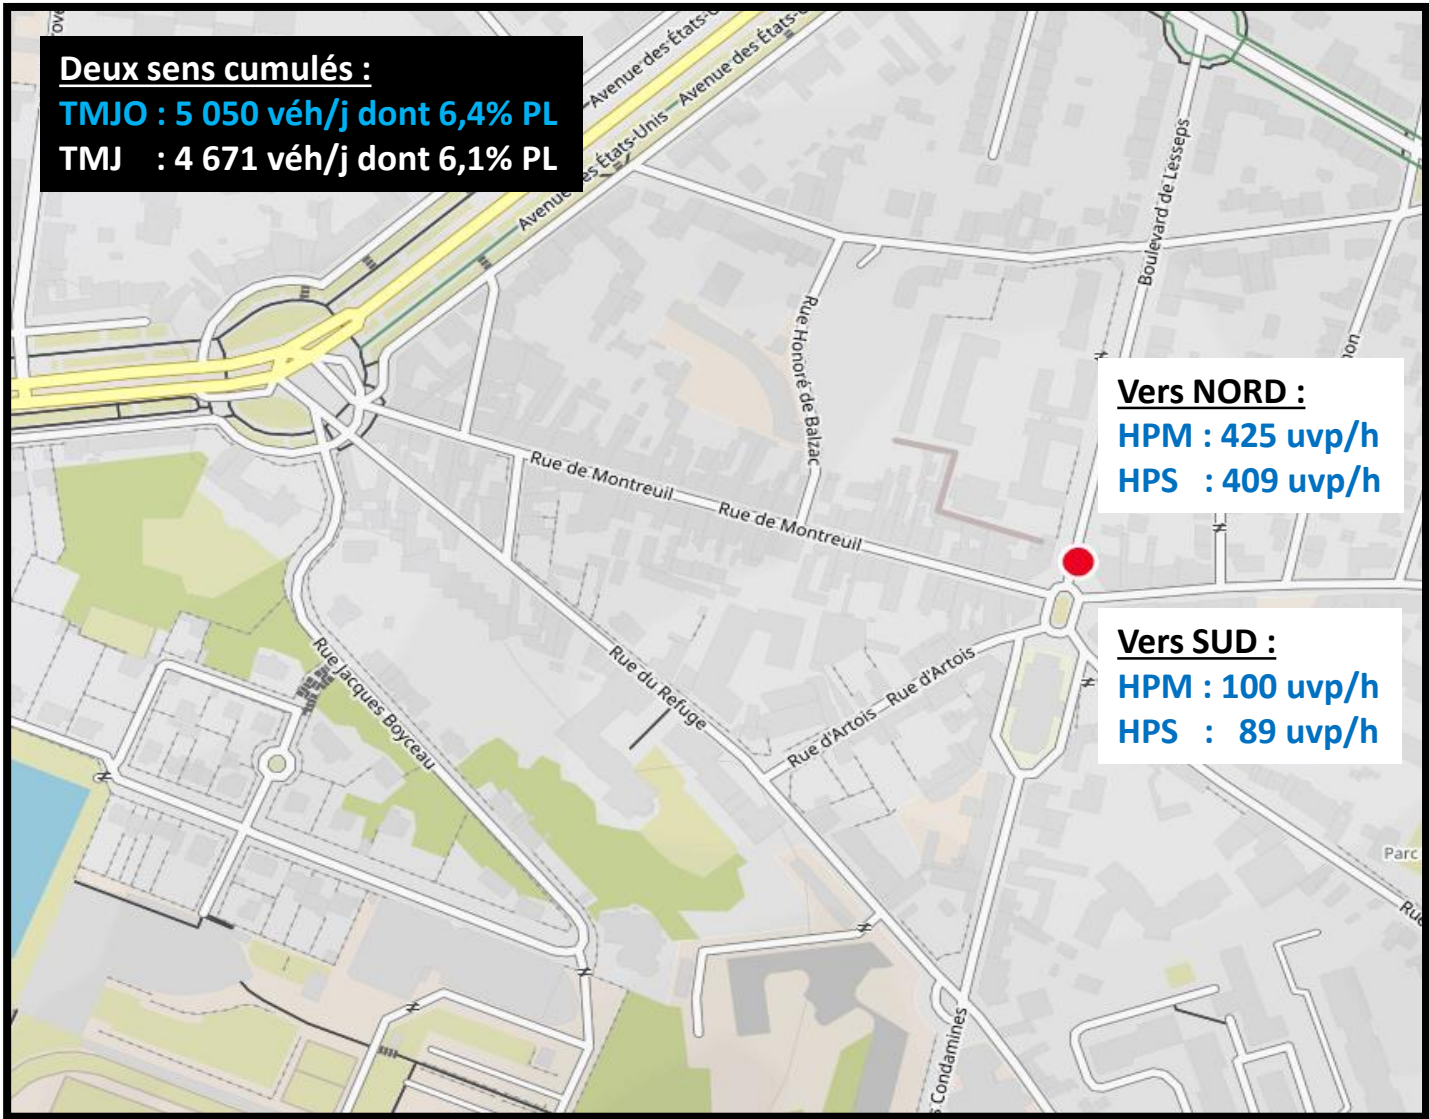 Deux sens cumulés :
TMJO : 5 050 véh/j dont 6,4% PL
TMJ : 4 671 véh/j dont 6,1% PL
Avenue des États-
Avenue des États-
Avenue des États-Unis
Boulevard de Lesseps
Rue Honoré de Balzac
Vers NORD :
HPM : 425 uvp/h
HPS : 409 uvp/h
Rue de Montreuil
Rue de Montreuil
Vers SUD :
HPM : 100 uvp/h
HPS : 89 uvp/h
Rue Jacques Boyceau
Rue du Refuge
Rue d'Artois
Rue d'Artois
Parc
Rue
Condamines